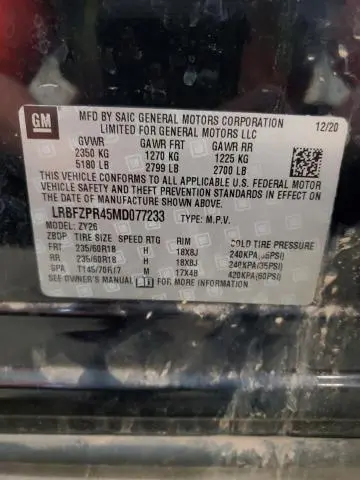 GM
MFD BY SAIC GENERAL MOTORS CORPORATION 12/20
LIMITED FOR GENERAL MOTORS LLC
GVWR GAWR FRT GAWR RR
2350 KG 1270 KG 1225 KG
5180 LB 2799 LB 2700 LB
THIS VEHICLE CONFORMS TO ALL APPLICABLE U.S. FEDERAL
MOTOR VEHICLE SAFETY, BUMPER, AND THEFT PREVENTION
STANDARDS IN EFFECT ON THE DATE OF MANUFACTURE SHOWN ABOVE.
LRBFZPR45MD077233 TYPE: M.P.V.
MODEL: ZY26
ZBDP TIRE SIZE SPEED RTG RIM COLD TIRE PRESSURE
FRT 235/60R18 H 18X8J 240KPA(35PSI)
RR 235/60R18 H 18X8J 240KPA(35PSI)
SPA T145/70R17 M 17X4B 420KPA(60PSI)
SEE OWNER'S MANUAL FOR MORE INFORMATION.